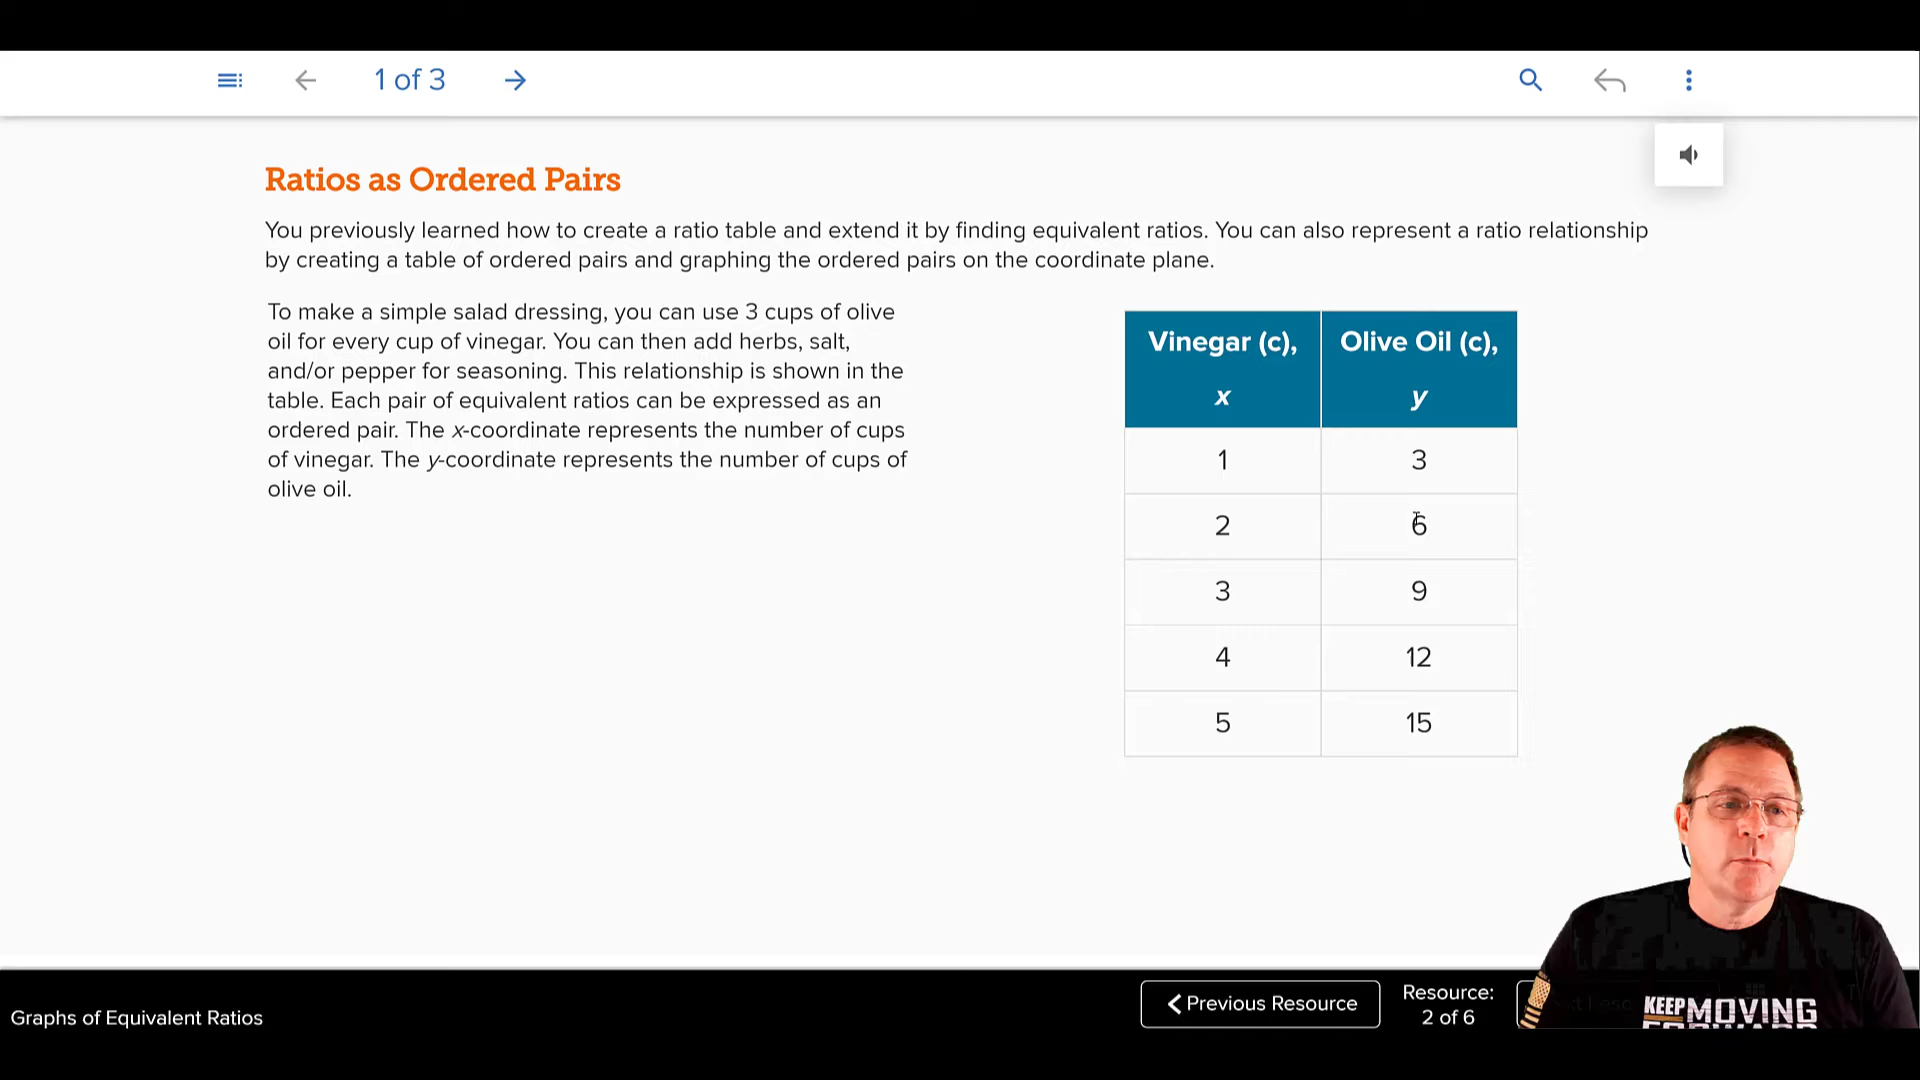 1 of 3
Ratios as Ordered Pairs
You previously learned how to create a ratio table and extend it by finding equivalent ratios. You can also represent a ratio relationship
by creating a table of ordered pairs and graphing the ordered pairs on the coordinate plane.
To make a simple salad dressing, you can use 3 cups of olive
oil for every cup of vinegar. You can then add herbs, salt,
and/or pepper for seasoning. This relationship is shown in the
table. Each pair of equivalent ratios can be expressed as an
ordered pair. The x-coordinate represents the number of cups
of vinegar. The y-coordinate represents the number of cups of
olive oil.
Vinegar (c), Olive Oil (c),
x y
1 3
2 6
3 9
4 12
5 15
Graphs of Equivalent Ratios
Previous Resource
Resource:
2 of 6
KEEP MOVING
FORWARD